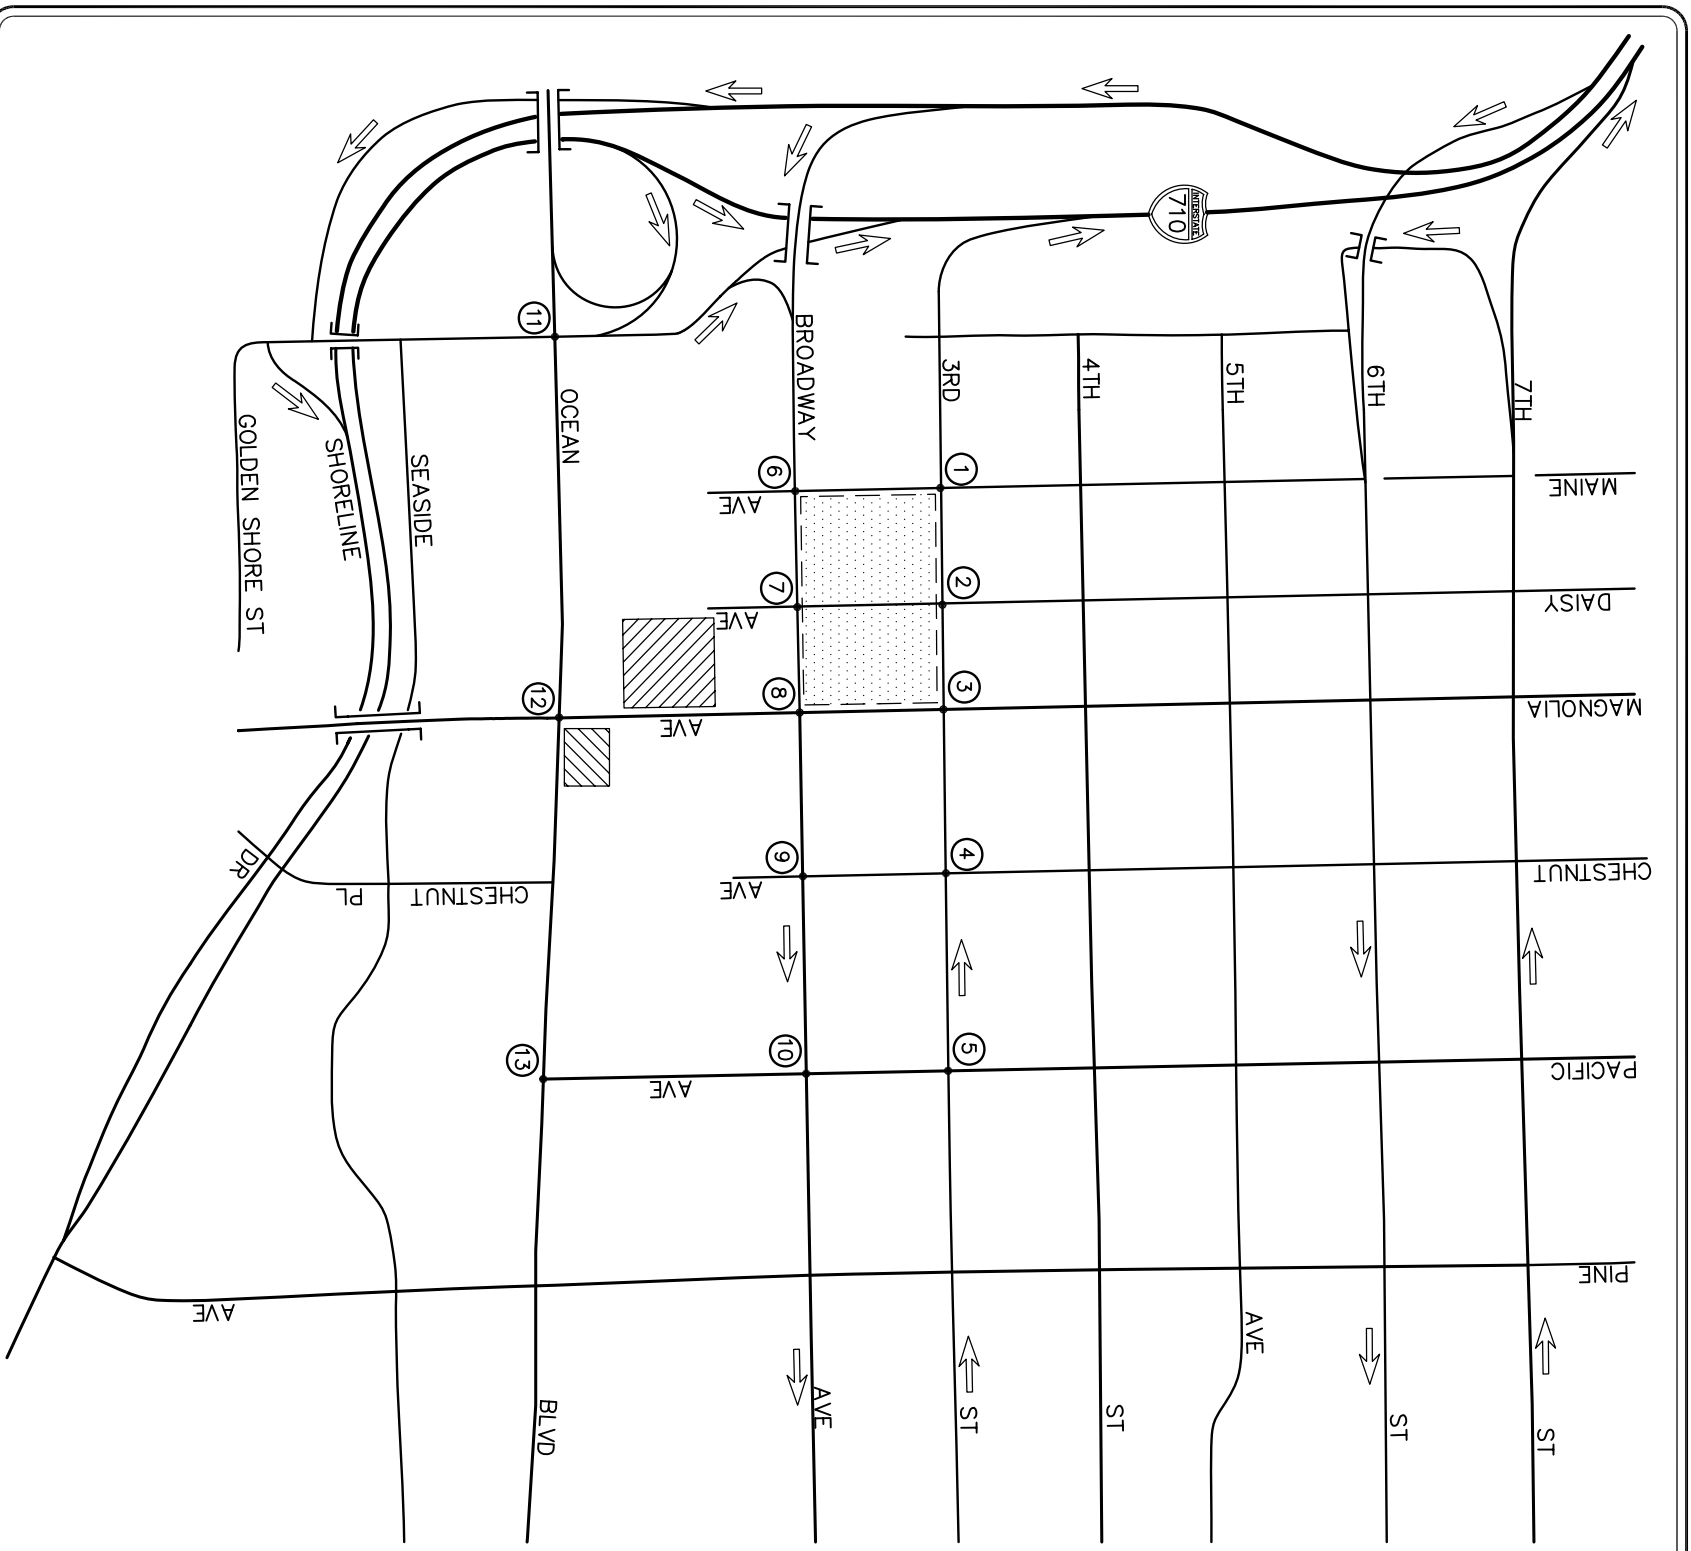 INTERSTATE
710
7TH
ST
6TH
ST
5TH
AVE
4TH
ST
3RD
ST
BROADWAY
AVE
OCEAN
BLVD
SEASIDE
SHORELINE
DR
GOLDEN SHORE ST
MAINE
AVE
DAISY
AVE
MAGNOLIA
AVE
CHESTNUT
AVE
CHESTNUT PL
PACIFIC
AVE
PINE
AVE
1
2
3
4
5
6
7
8
9
10
11
12
13